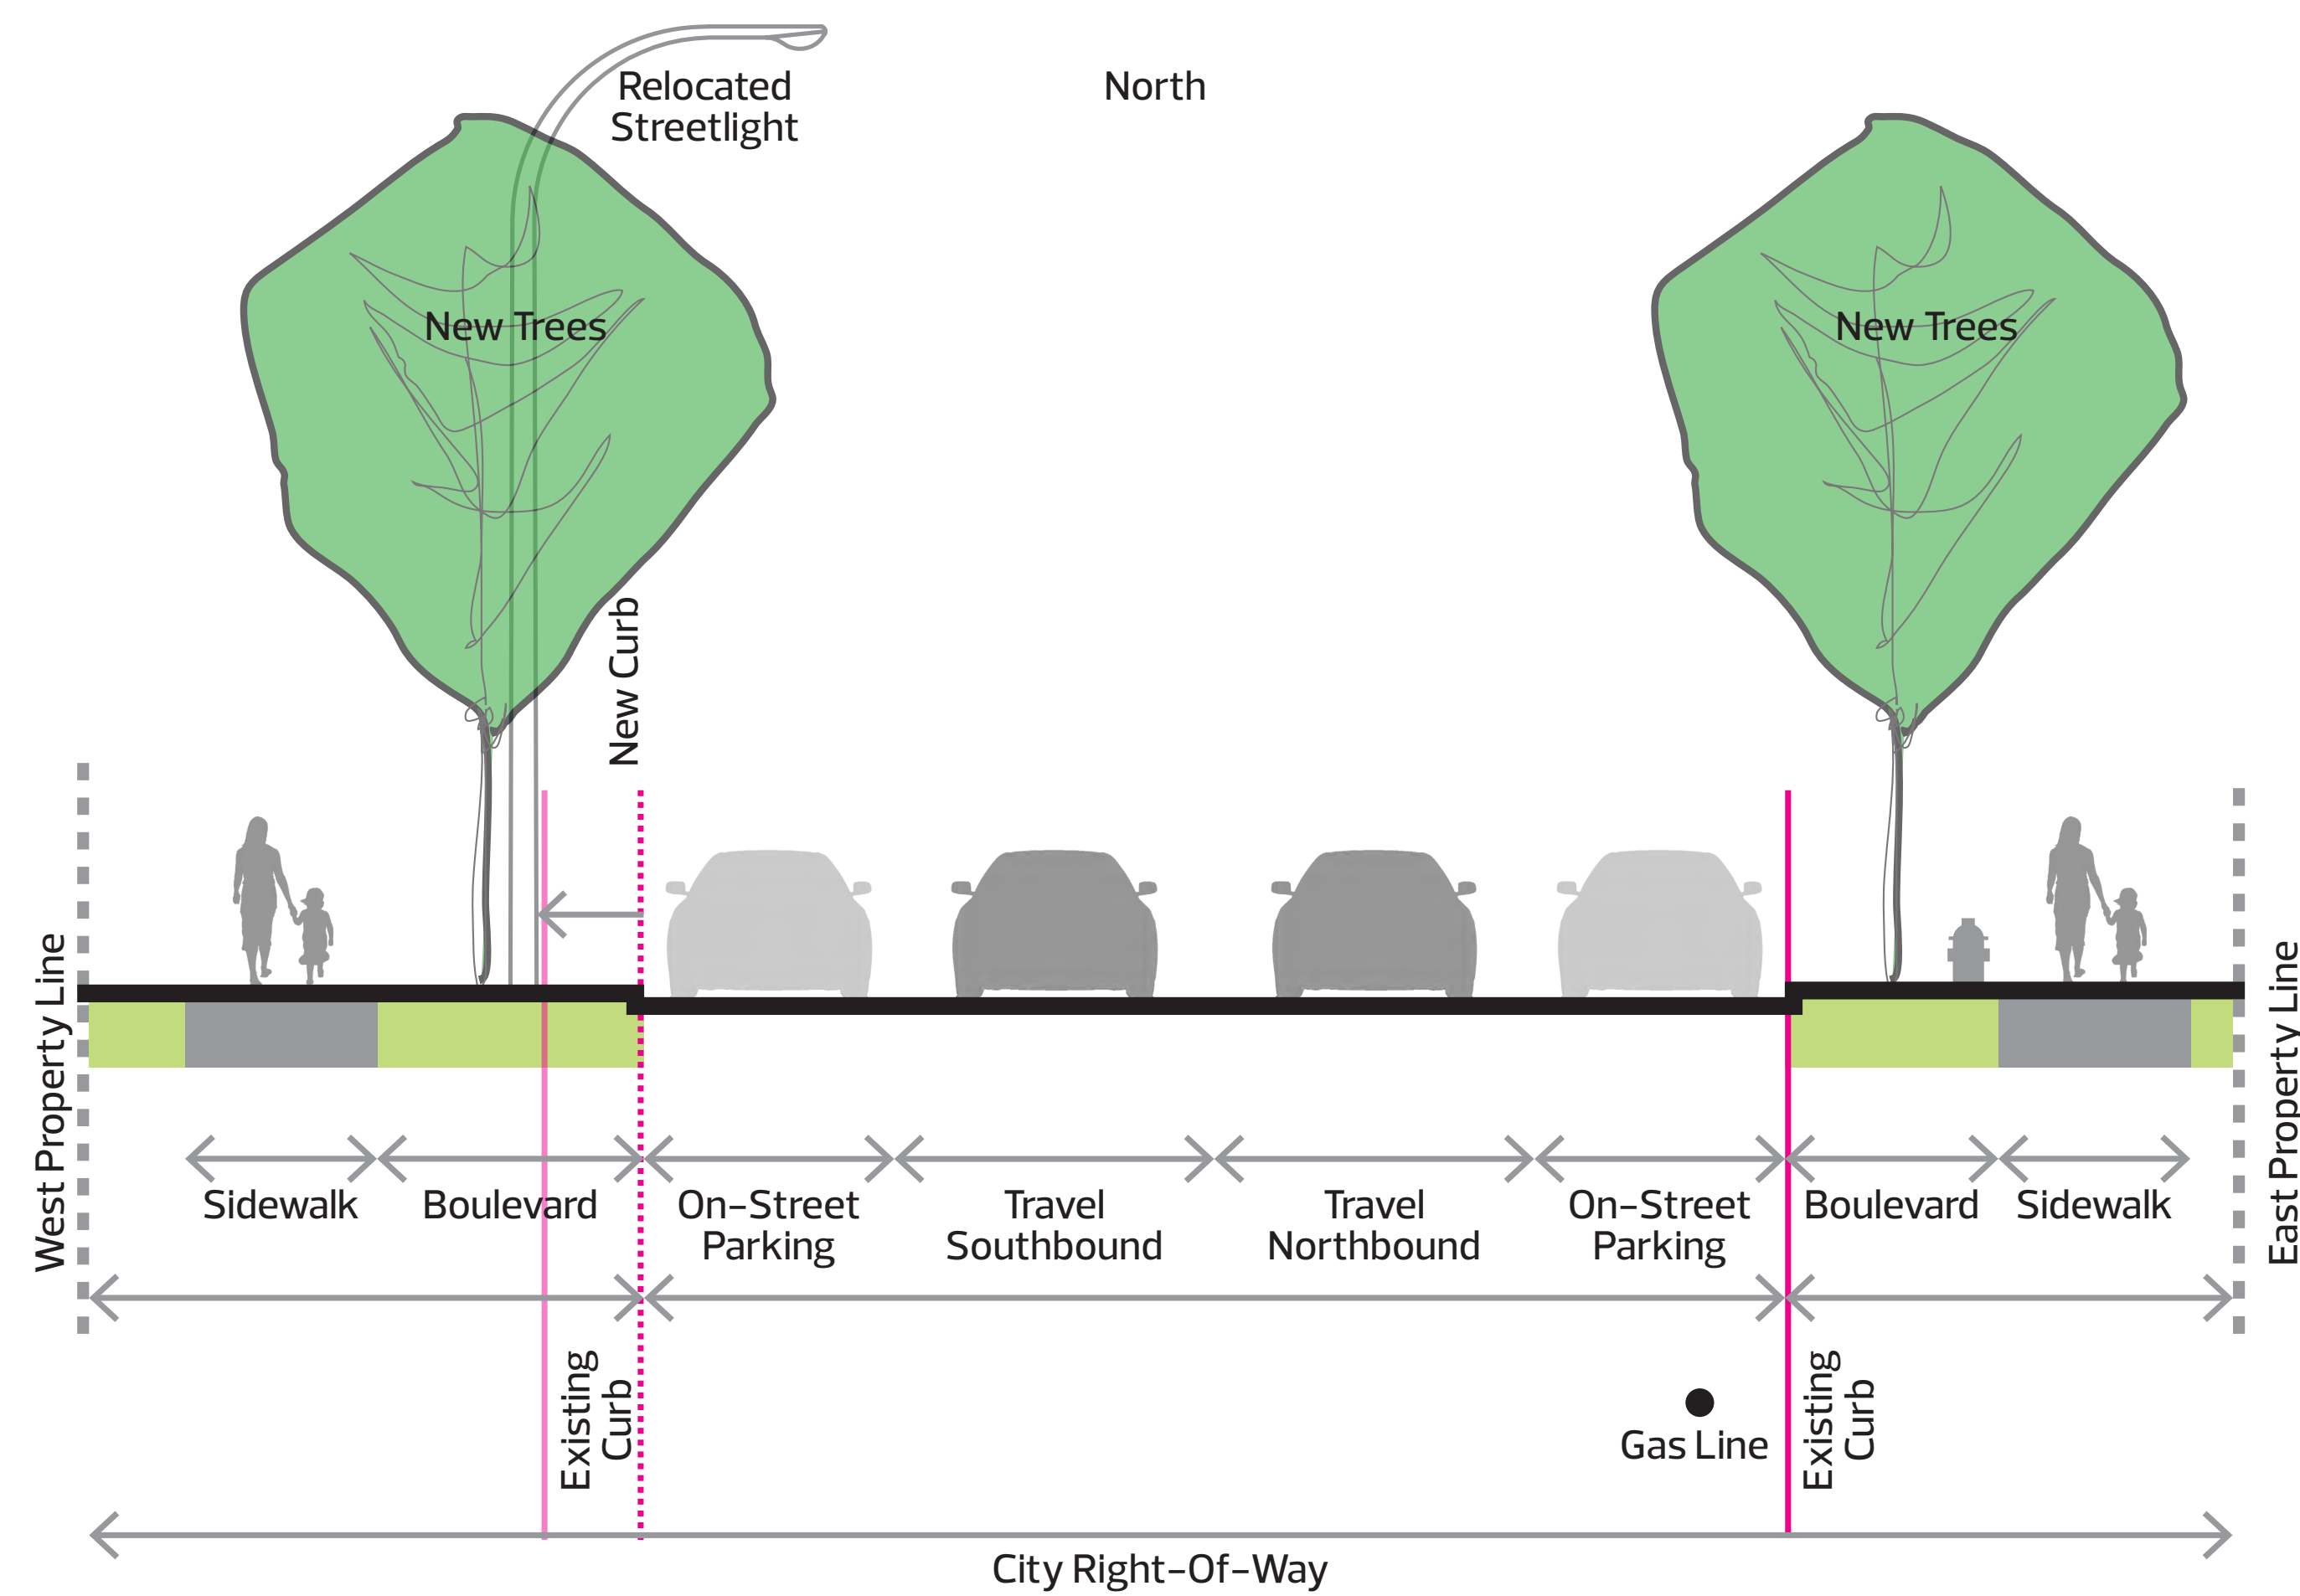 Relocated
Streetlight
North
New Trees
New Trees
New Curb
West Property Line
East Property Line
Sidewalk
Boulevard
On-Street
Parking
Travel
Southbound
Travel
Northbound
On-Street
Parking
Boulevard
Sidewalk
Existing
Curb
Gas Line
Existing
Curb
City Right-Of-Way